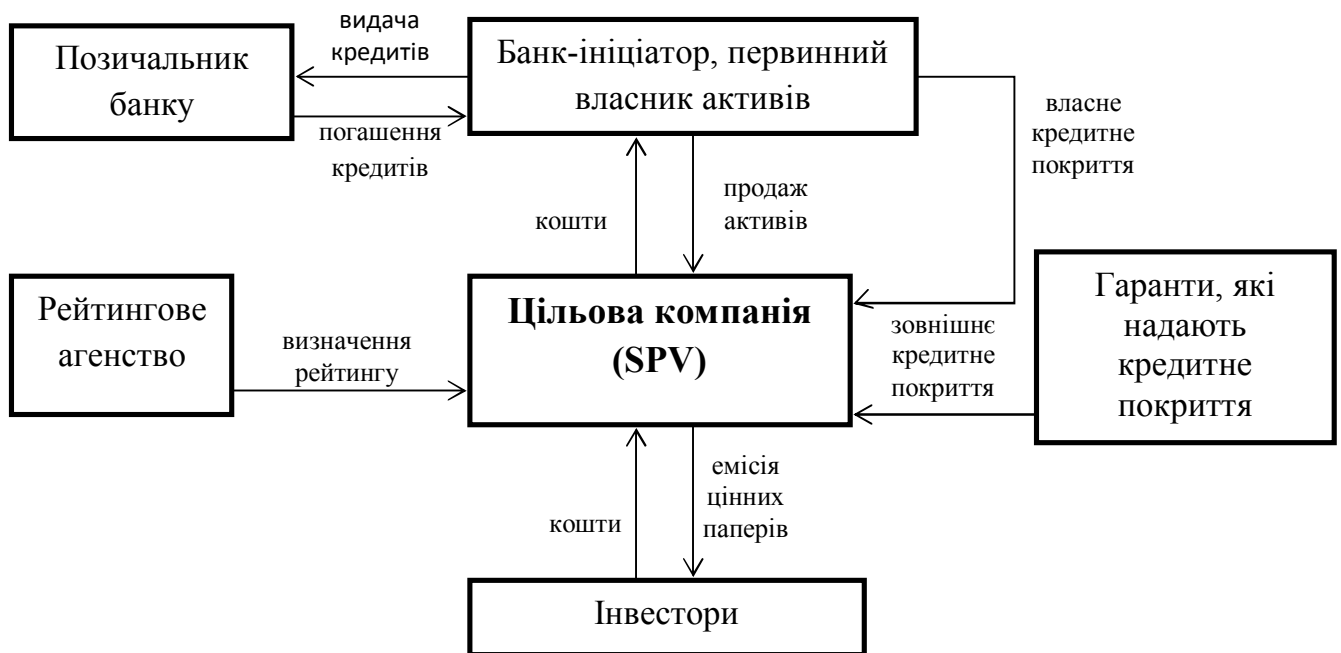 видача
кредитів
Позичальник
банку
Банк-ініціатор, первинний
власник активів
погашення
кредитів
власне
кредитне
покриття
кошти
продаж
активів
Рейтингове
агенство
визначення
рейтингу
Цільова компанія
(SPV)
зовнішнє
кредитне
покриття
Гаранти, які
надають
кредитне
покриття
кошти
емісія
цінних
паперів
Інвестори